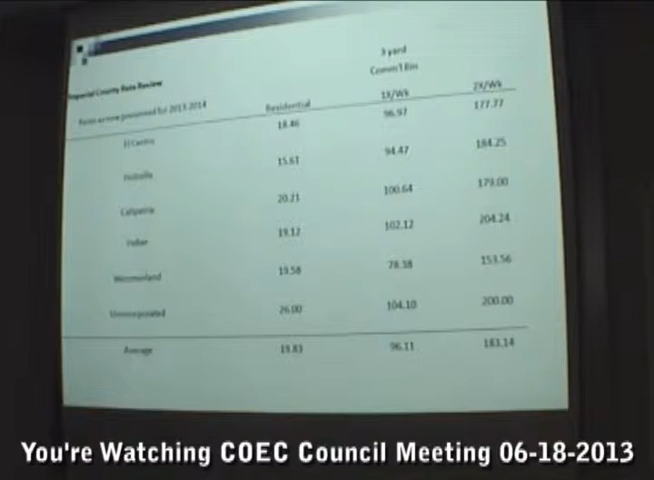 3 yard
Comm'l Bin
Imperial County Rate Review
Rates as now presented for 2013-2014
Residential 1X/Wk 2X/Wk
El Centro 18.46 96.97 177.77
Holtville 15.61 94.47 184.25
Calipatria 20.21 100.64 179.00
Heber 19.12 102.12 204.24
Westmorland 19.58 78.38 153.56
Unincorporated 26.00 104.10 200.00
Average 19.83 96.11 183.14
You're Watching COEC Council Meeting 06-18-2013